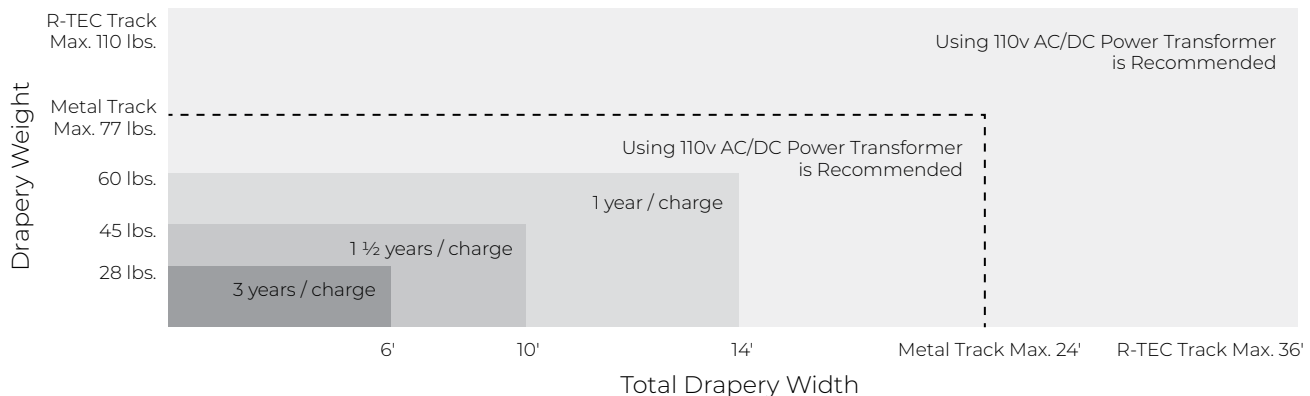 R-TEC Track
Max. 110 lbs.
Using 110v AC/DC Power Transformer
is Recommended
Drapery Weight
Metal Track
Max. 77 lbs.
Using 110v AC/DC Power Transformer
is Recommended
60 lbs.
1 year / charge
45 lbs.
1 ½ years / charge
28 lbs.
3 years / charge
6'
10'
14'
Metal Track Max. 24'
R-TEC Track Max. 36'
Total Drapery Width